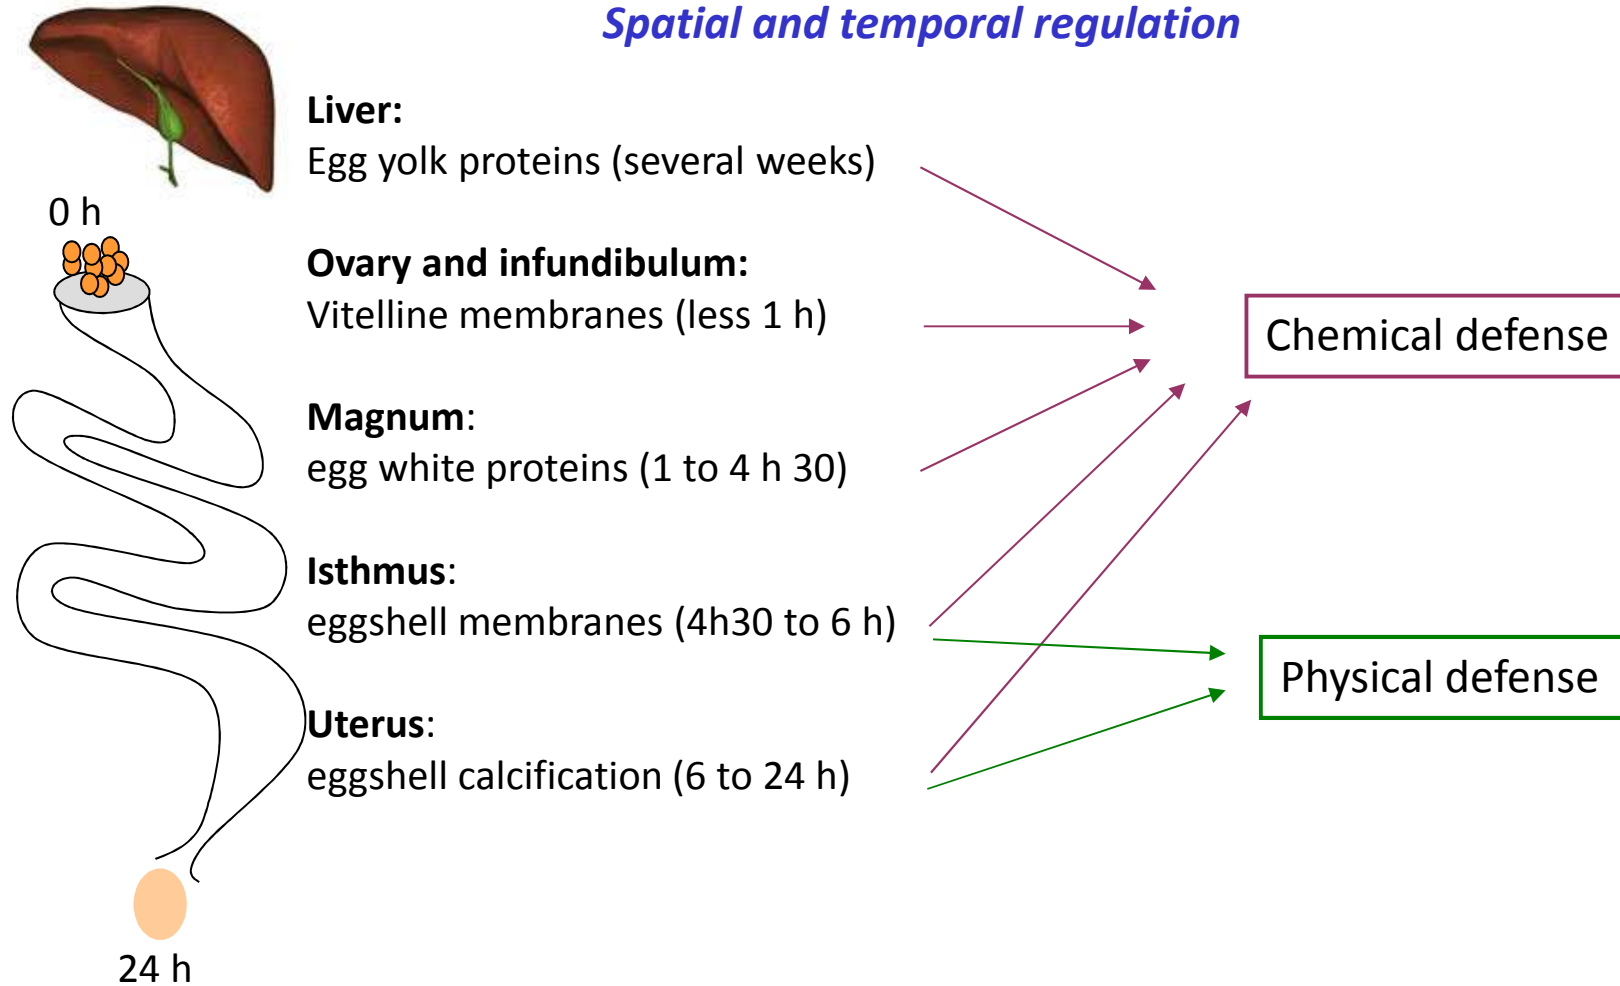 Spatial and temporal regulation
Liver:
Egg yolk proteins (several weeks)
0 h
Ovary and infundibulum:
Vitelline membranes (less 1 h)
Chemical defense
Magnum:
egg white proteins (1 to 4 h 30)
Isthmus:
eggshell membranes (4h30 to 6 h)
Physical defense
Uterus:
eggshell calcification (6 to 24 h)
24 h